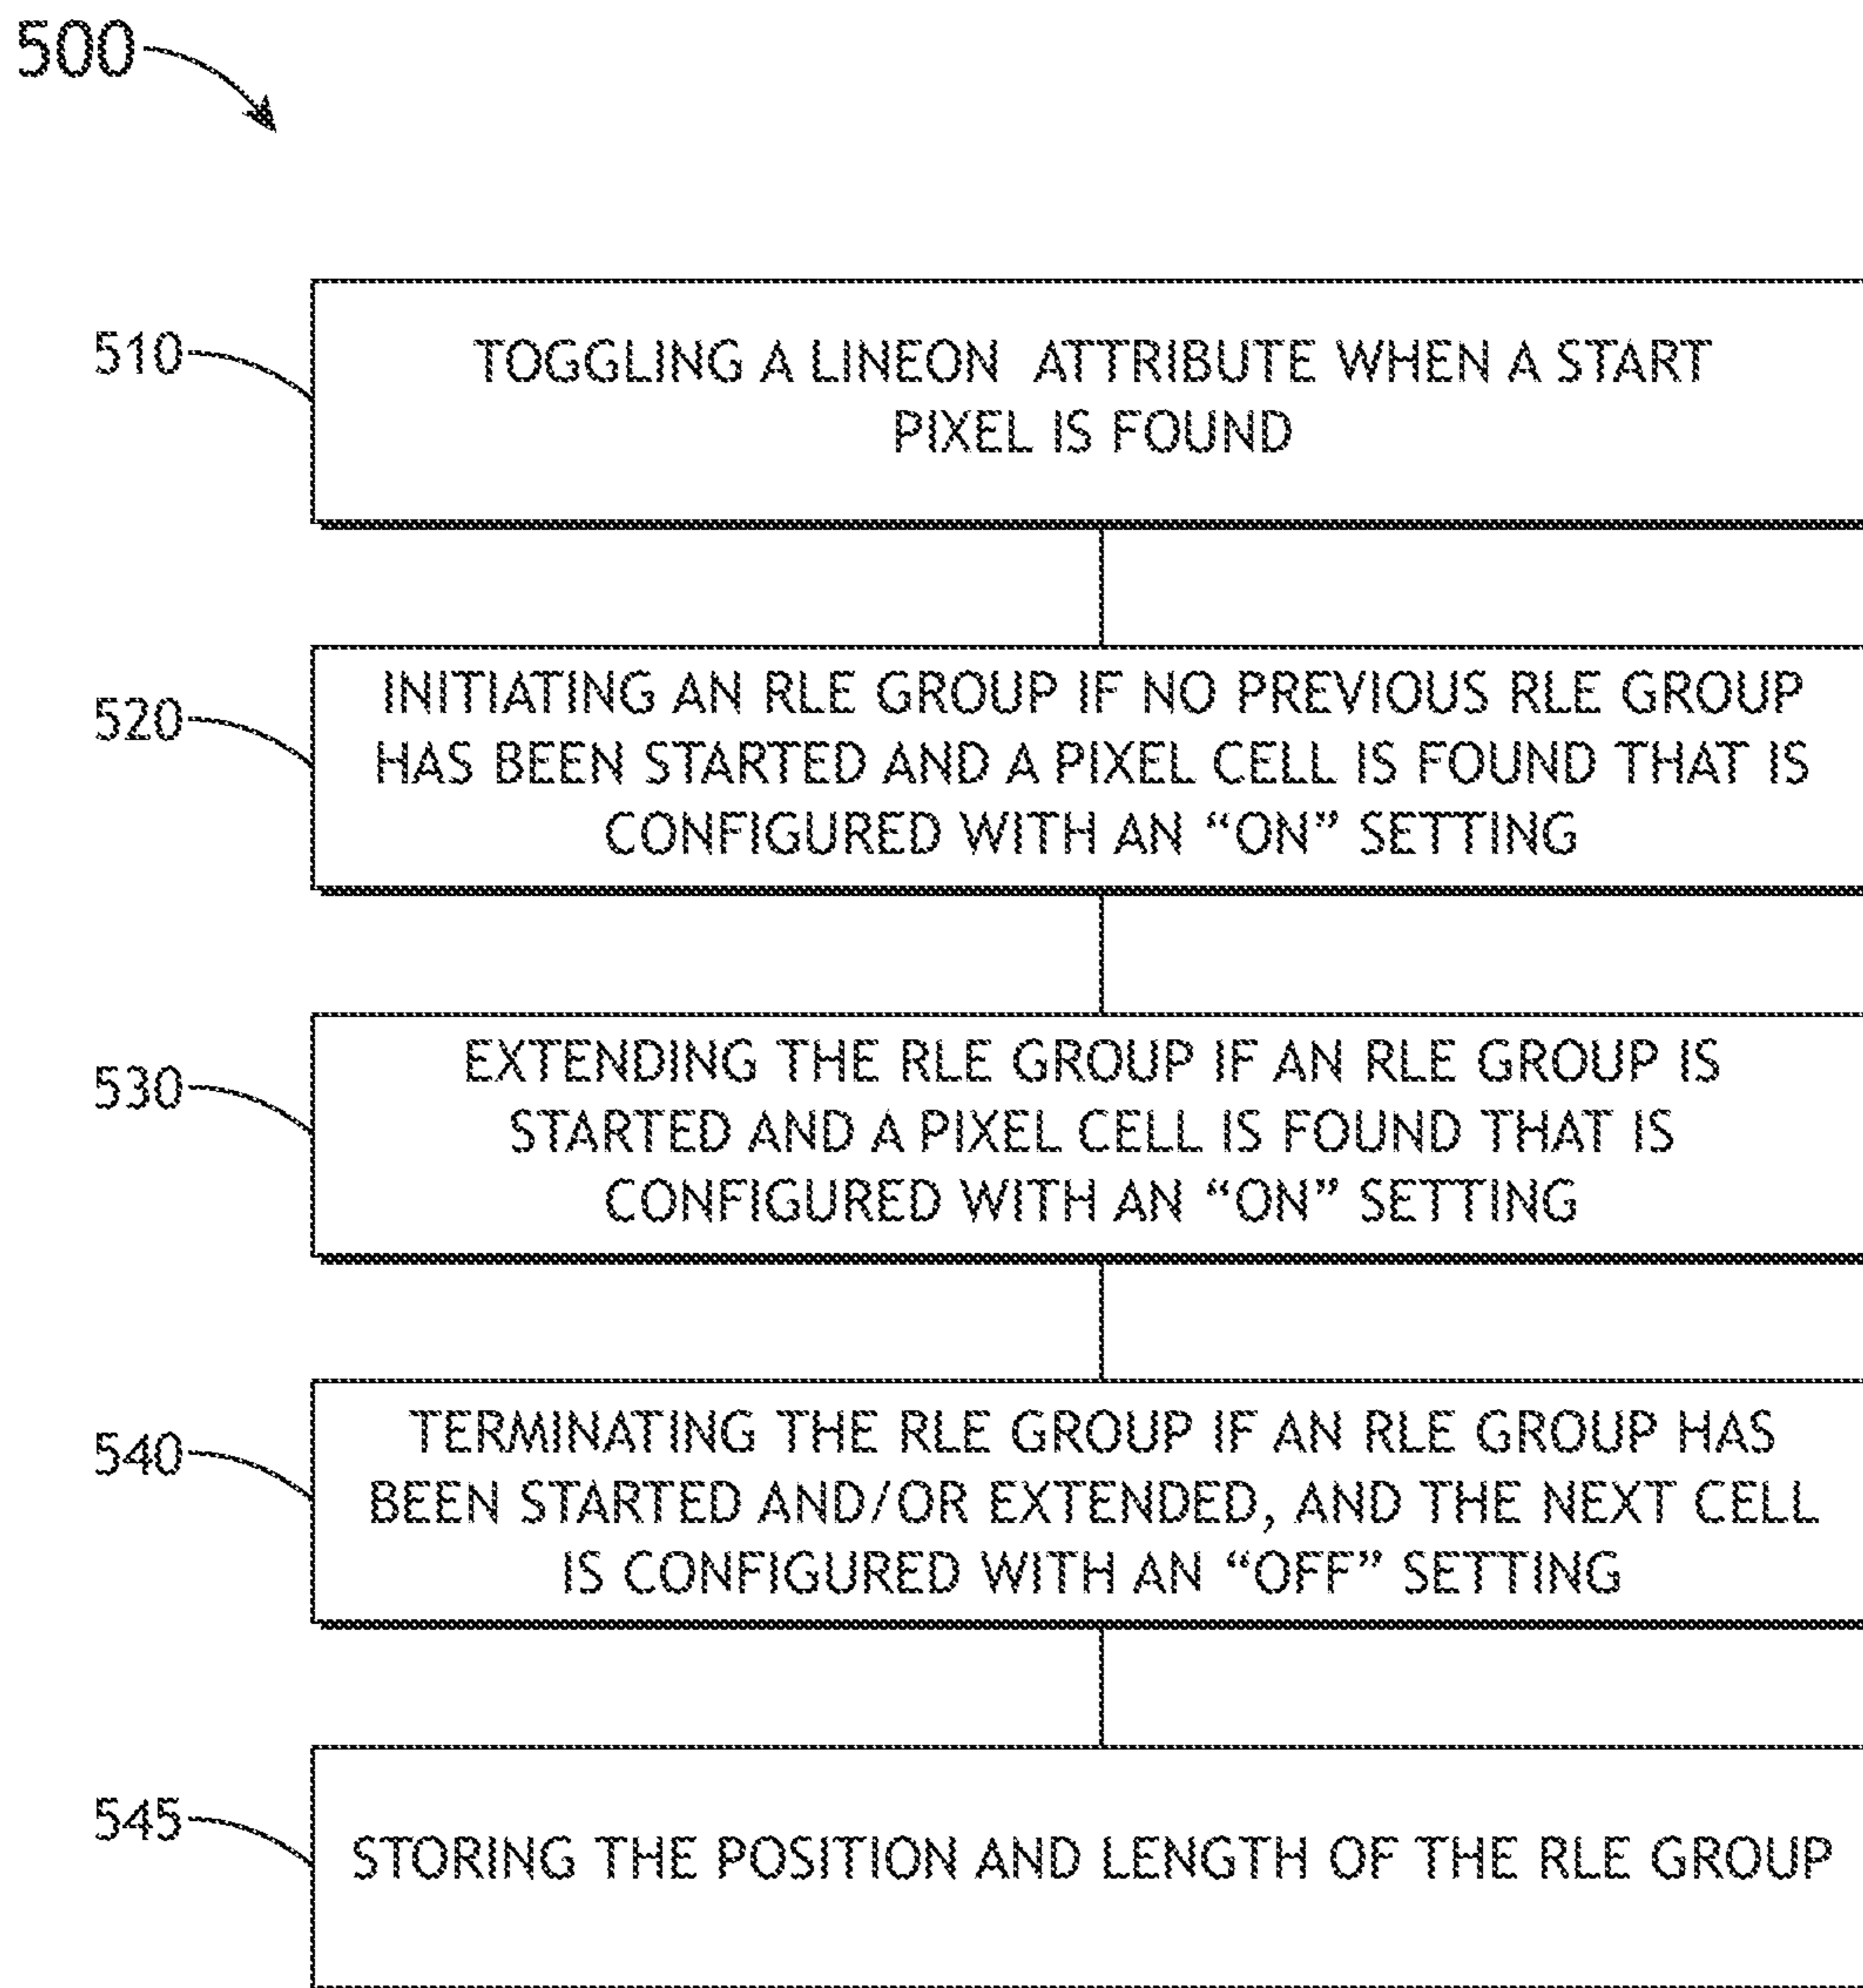 500
510
TOGGLING A LINEON ATTRIBUTE WHEN A START
PIXEL IS FOUND
520
INITIATING AN RLE GROUP IF NO PREVIOUS RLE GROUP
HAS BEEN STARTED AND A PIXEL CELL IS FOUND THAT IS
CONFIGURED WITH AN “ON” SETTING
530
EXTENDING THE RLE GROUP IF AN RLE GROUP IS
STARTED AND A PIXEL CELL IS FOUND THAT IS
CONFIGURED WITH AN “ON” SETTING
540
TERMINATING THE RLE GROUP IF AN RLE GROUP HAS
BEEN STARTED AND/OR EXTENDED, AND THE NEXT CELL
IS CONFIGURED WITH AN “OFF” SETTING
545
STORING THE POSITION AND LENGTH OF THE RLE GROUP